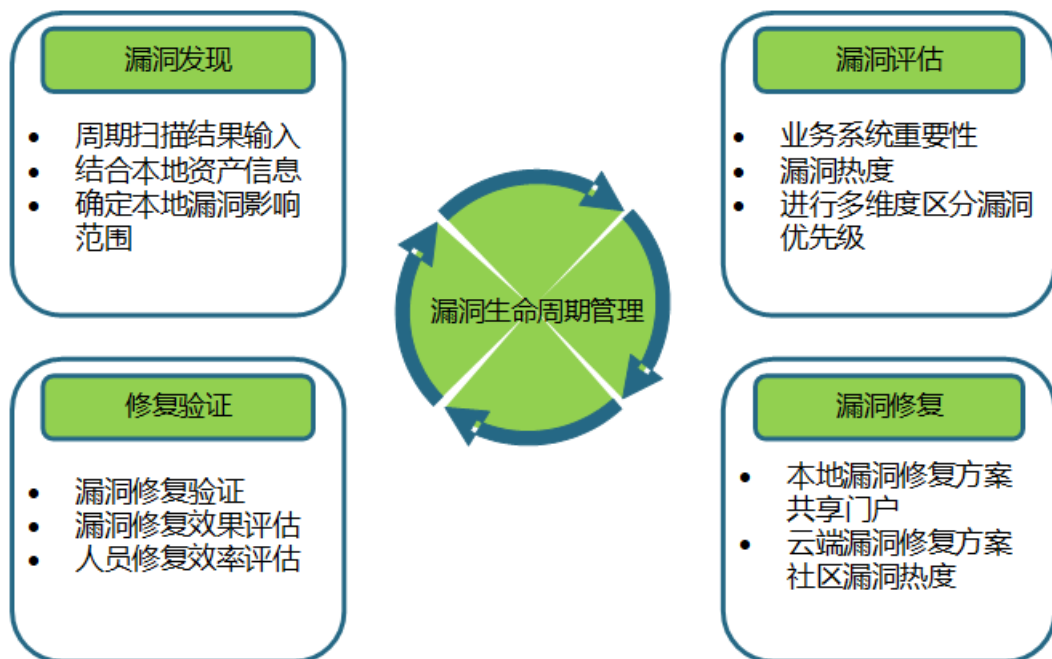 漏洞发现
• 周期扫描结果输入
• 结合本地资产信息
• 确定本地漏洞影响
范围
漏洞评估
• 业务系统重要性
• 漏洞热度
• 进行多维度区分漏洞
优先级
漏洞生命周期管理
修复验证
• 漏洞修复验证
• 漏洞修复效果评估
• 人员修复效率评估
漏洞修复
• 本地漏洞修复方案
共享门户
• 云端漏洞修复方案
社区漏洞热度